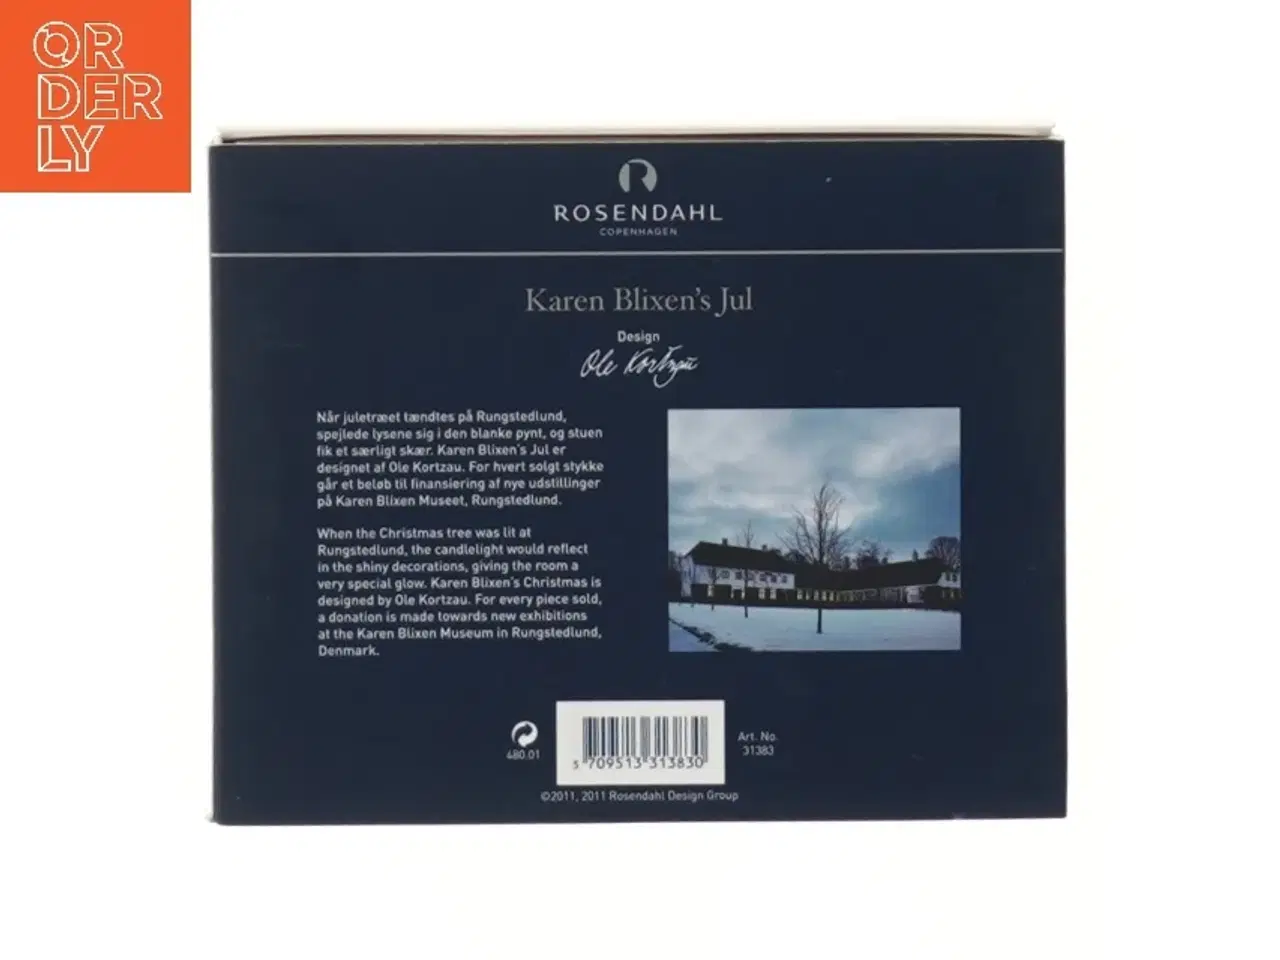 OR
DER
LY
R
ROSENDAHL
COPENHAGEN
Karen Blixen's Jul
Design
Ole Kortzau
Når juletræet tændtes på Rungstedlund,
spejlede lysene sig i den blanke pynt, og stuen
fik et særligt skær. Karen Blixen's Jul er
designet af Ole Kortzau. For hvert solgt stykke
går et beløb til finansiering af nye udstillinger
på Karen Blixen Museet, Rungstedlund.
When the Christmas tree was lit at
Rungstedlund, the candlelight would reflect
in the shiny decorations, giving the room a
very special glow. Karen Blixen's Christmas is
designed by Ole Kortzau. For every piece sold,
a donation is made towards new exhibitions
at the Karen Blixen Museum in Rungstedlund,
Denmark.
480.01
5 709513 313830
Art. No.
31383
©2011, 2011 Rosendahl Design Group